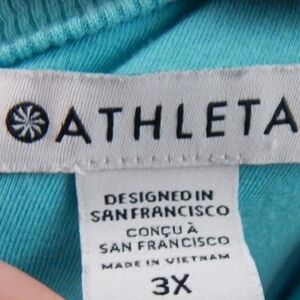 ATHLETA
DESIGNED IN
SAN FRANCISCO
CONÇU À
SAN FRANCISCO
MADE IN VIETNAM
3X